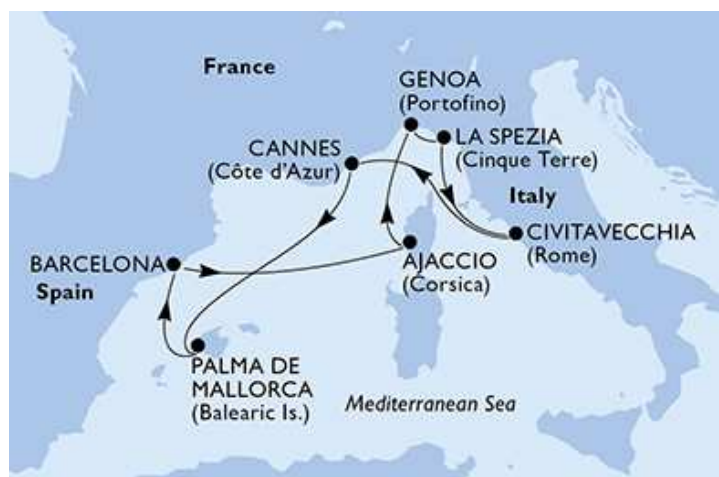 France
GENOA
(Portofino)
LA SPEZIA
(Cinque Terre)
CANNES
(Côte d'Azur)
Italy
CIVITAVECCHIA
(Rome)
BARCELONA
Spain
AJACCIO
(Corsica)
PALMA DE
MALLORCA
(Balearic Is.)
Mediterranean Sea